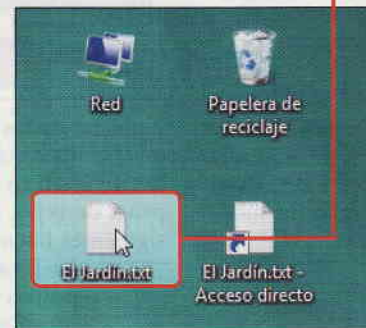 Red
Papelera de
reciclaje
El Jardín.txt
El Jardín.txt -
Acceso directo